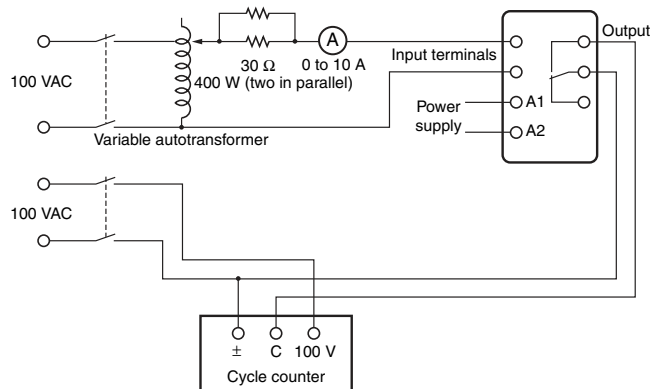 100 VAC
30 Ω
400 W (two in parallel)
A
0 to 10 A
Variable autotransformer
Input terminals
Output
Power
supply
A1
A2
100 VAC
±
C
100 V
Cycle counter